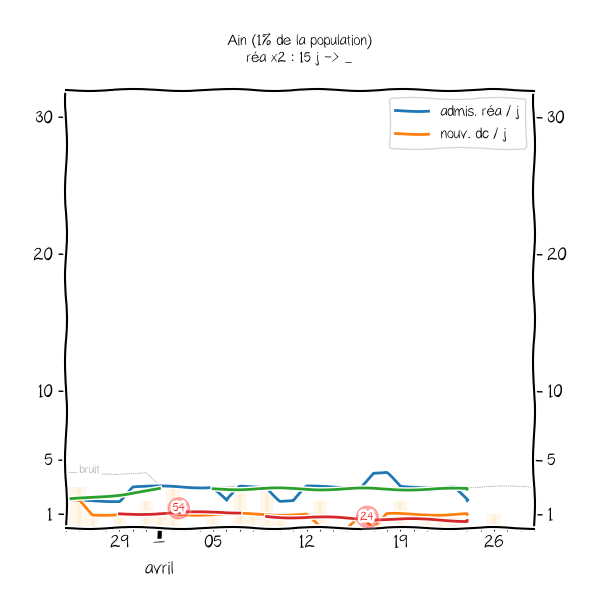 Ain (1% de la population)
réa x2 : 15 j -> _
admis. réa / j
nouv. dc / j
30
30
20
20
10
10
5
5
bruit
54
24
1
1
29
05
12
19
26
avril